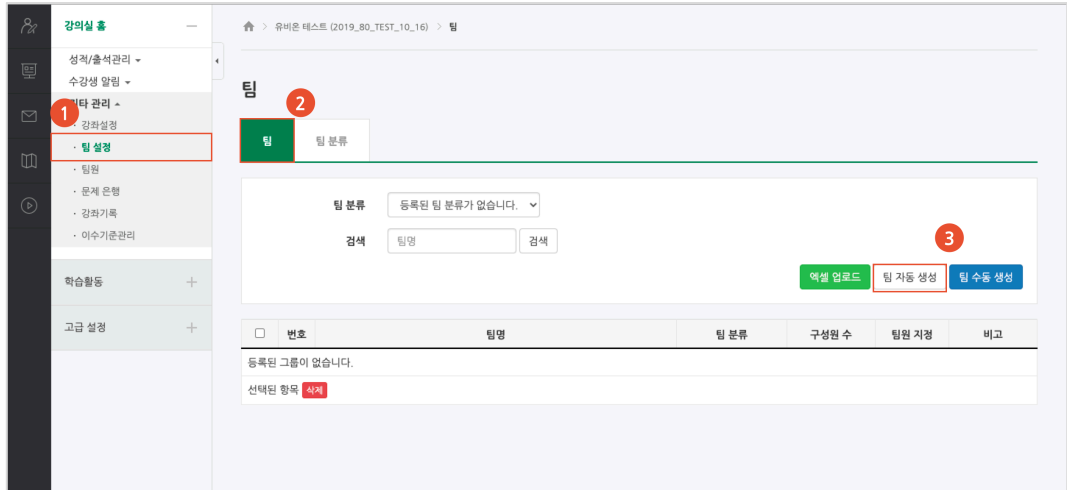 강의실 홈
성적/출석관리
수강생 알림
기타 관리
1
· 강좌설정
· 팀 설정
· 팀원
· 문제 은행
· 강좌기록
· 이수기준관리
학습활동
고급 설정
> 유비온 테스트 (2019_80_TEST_10_16) > 팀
팀
2
팀 팀 분류
팀 분류 등록된 팀 분류가 없습니다.
검색 팀명 검색
3
엑셀 업로드 팀 자동 생성 팀 수동 생성
번호 팀명 팀 분류 구성원 수 팀원 지정 비고
등록된 그룹이 없습니다.
선택된 항목 삭제